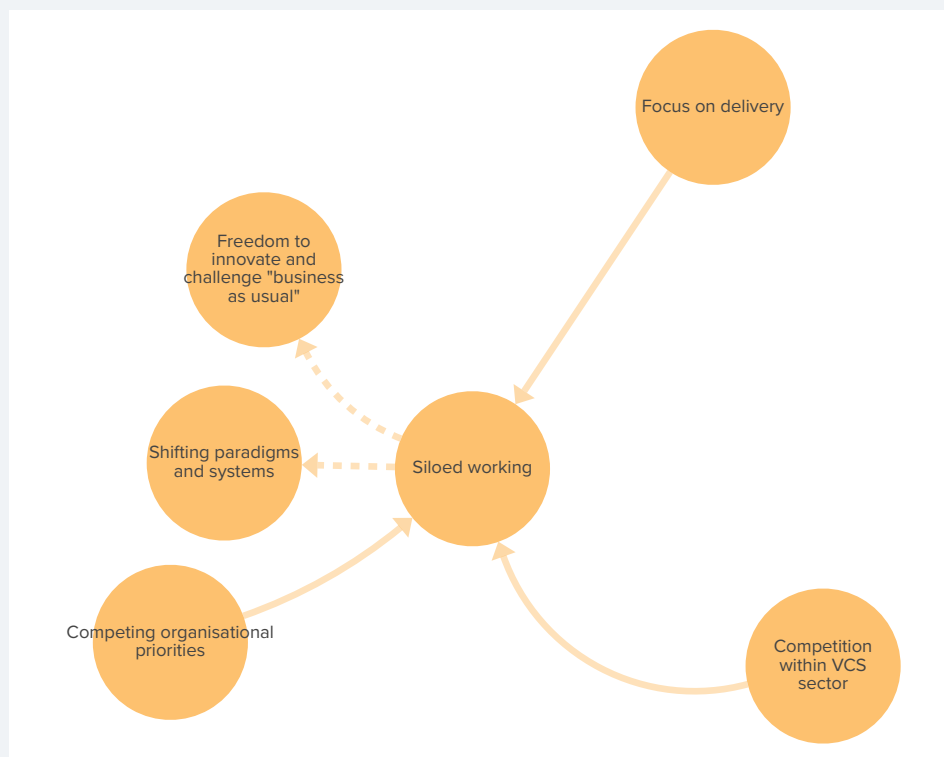 Focus on delivery
Freedom to
innovate and
challenge "business
as usual"
Shifting paradigms
and systems
Siloed working
Competing organisational
priorities
Competition
within VCS
sector